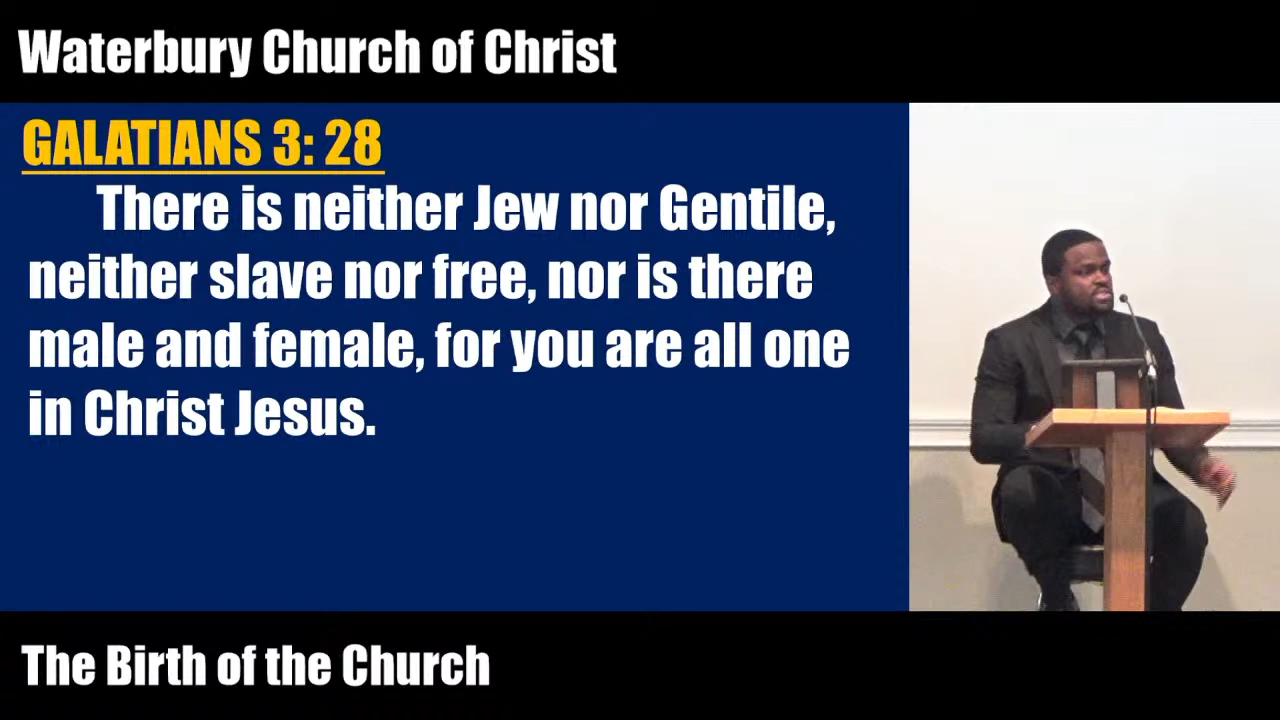 Waterbury Church of Christ
GALATIANS 3: 28
There is neither Jew nor Gentile,
neither slave nor free, nor is there
male and female, for you are all one
in Christ Jesus.
The Birth of the Church